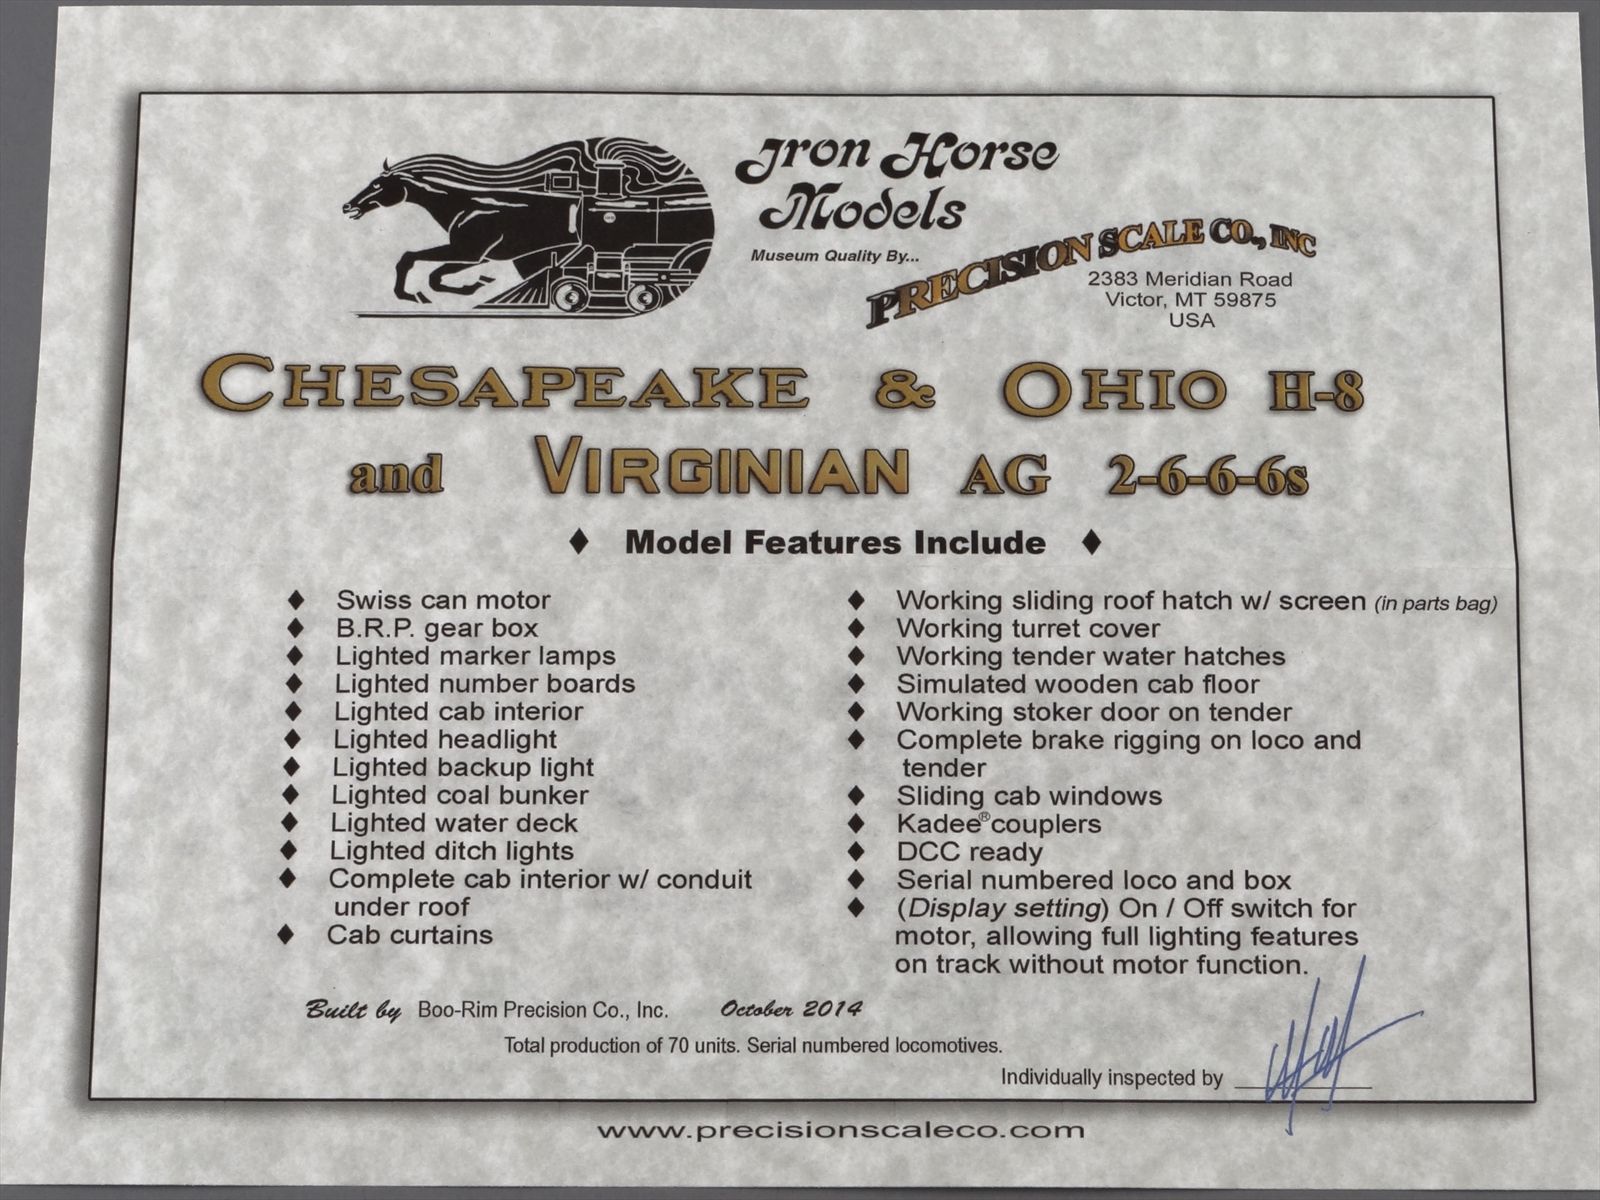 Iron Horse
Models
Museum Quality By...
PRECISION SCALE CO., INC
2383 Meridian Road
Victor, MT 59875
USA
CHESAPEAKE & OHIO H-8
and VIRGINIAN AG 2-6-6-6s
♦ Model Features Include ♦
♦ Swiss can motor
♦ B.R.P. gear box
♦ Lighted marker lamps
♦ Lighted number boards
♦ Lighted cab interior
♦ Lighted headlight
♦ Lighted backup light
♦ Lighted coal bunker
♦ Lighted water deck
♦ Lighted ditch lights
♦ Complete cab interior w/ conduit
under roof
♦ Cab curtains
♦ Working sliding roof hatch w/ screen (in parts bag)
♦ Working turret cover
♦ Working tender water hatches
♦ Simulated wooden cab floor
♦ Working stoker door on tender
♦ Complete brake rigging on loco and
tender
♦ Sliding cab windows
♦ Kadee® couplers
♦ DCC ready
♦ Serial numbered loco and box
♦ (Display setting) On / Off switch for
motor, allowing full lighting features
on track without motor function.
Built by Boo-Rim Precision Co., Inc. October 2014
Total production of 70 units. Serial numbered locomotives.
Individually inspected by
www.precisionscaleco.com